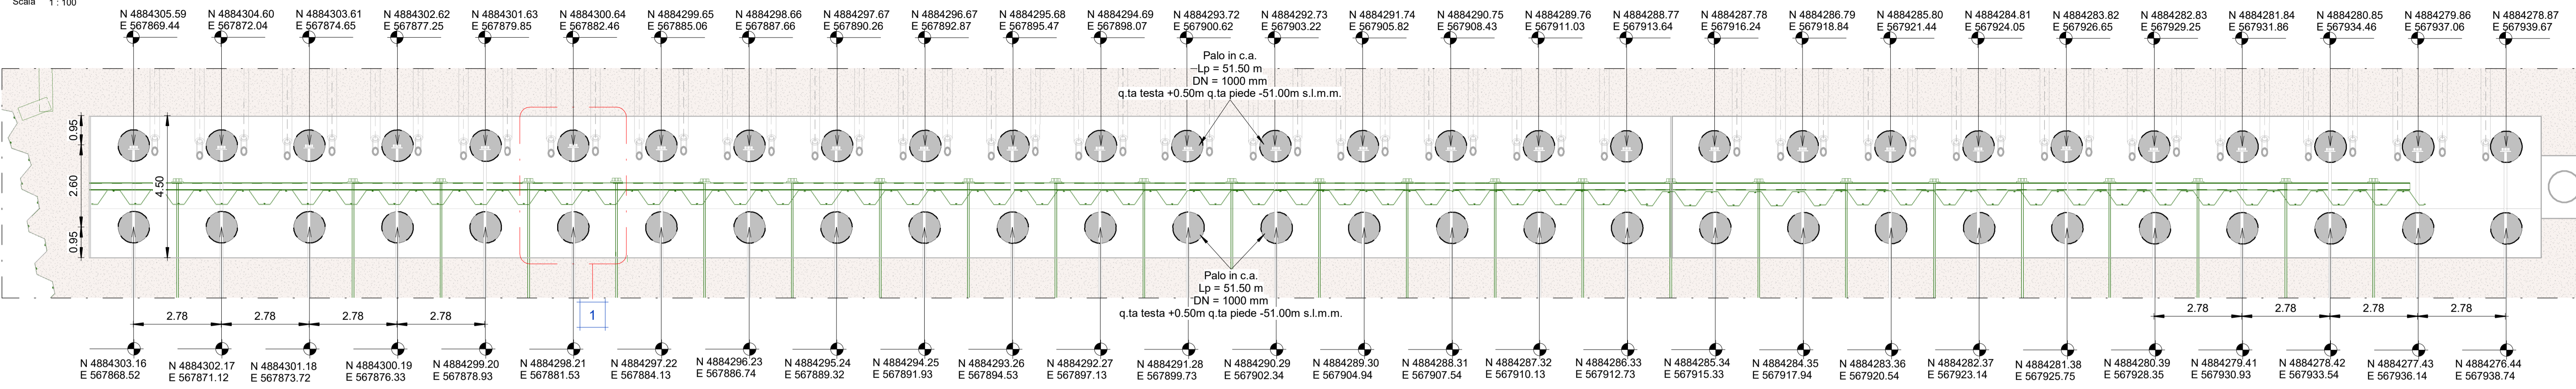 Scala 1 : 100
N 4884305.59
E 567869.44
N 4884304.60
E 567872.04
N 4884303.61
E 567874.65
N 4884302.62
E 567877.25
N 4884301.63
E 567879.85
N 4884300.64
E 567882.46
N 4884299.65
E 567885.06
N 4884298.66
E 567887.66
N 4884297.67
E 567890.26
N 4884296.67
E 567892.87
N 4884295.68
E 567895.47
N 4884294.69
E 567898.07
N 4884293.72
E 567900.62
N 4884292.73
E 567903.22
N 4884291.74
E 567905.82
N 4884290.75
E 567908.43
N 4884289.76
E 567911.03
N 4884288.77
E 567913.64
N 4884287.78
E 567916.24
N 4884286.79
E 567918.84
N 4884285.80
E 567921.44
N 4884284.81
E 567924.05
N 4884283.82
E 567926.65
N 4884282.83
E 567929.25
N 4884281.84
E 567931.86
N 4884280.85
E 567934.46
N 4884279.86
E 567937.06
N 4884278.87
E 567939.67
Palo in c.a.
Lp = 51.50 m
DN = 1000 mm
q.ta testa +0.50m q.ta piede -51.00m s.l.m.m.
0.95
2.60
4.50
0.95
Palo in c.a.
Lp = 51.50 m
DN = 1000 mm
q.ta testa +0.50m q.ta piede -51.00m s.l.m.m.
2.78
2.78
2.78
2.78
1
2.78
2.78
2.78
2.78
N 4884303.16
E 567868.52
N 4884302.17
E 567871.12
N 4884301.18
E 567873.72
N 4884300.19
E 567876.33
N 4884299.20
E 567878.93
N 4884298.21
E 567881.53
N 4884297.22
E 567884.13
N 4884296.23
E 567886.74
N 4884295.24
E 567889.32
N 4884294.25
E 567891.93
N 4884293.26
E 567894.53
N 4884292.27
E 567897.13
N 4884291.28
E 567899.73
N 4884290.29
E 567902.34
N 4884289.30
E 567904.94
N 4884288.31
E 567907.54
N 4884287.32
E 567910.13
N 4884286.33
E 567912.73
N 4884285.34
E 567915.33
N 4884284.35
E 567917.94
N 4884283.36
E 567920.54
N 4884282.37
E 567923.14
N 4884281.38
E 567925.75
N 4884280.39
E 567928.35
N 4884279.41
E 567930.93
N 4884278.42
E 567933.54
N 4884277.43
E 567936.14
N 4884276.44
E 567938.74